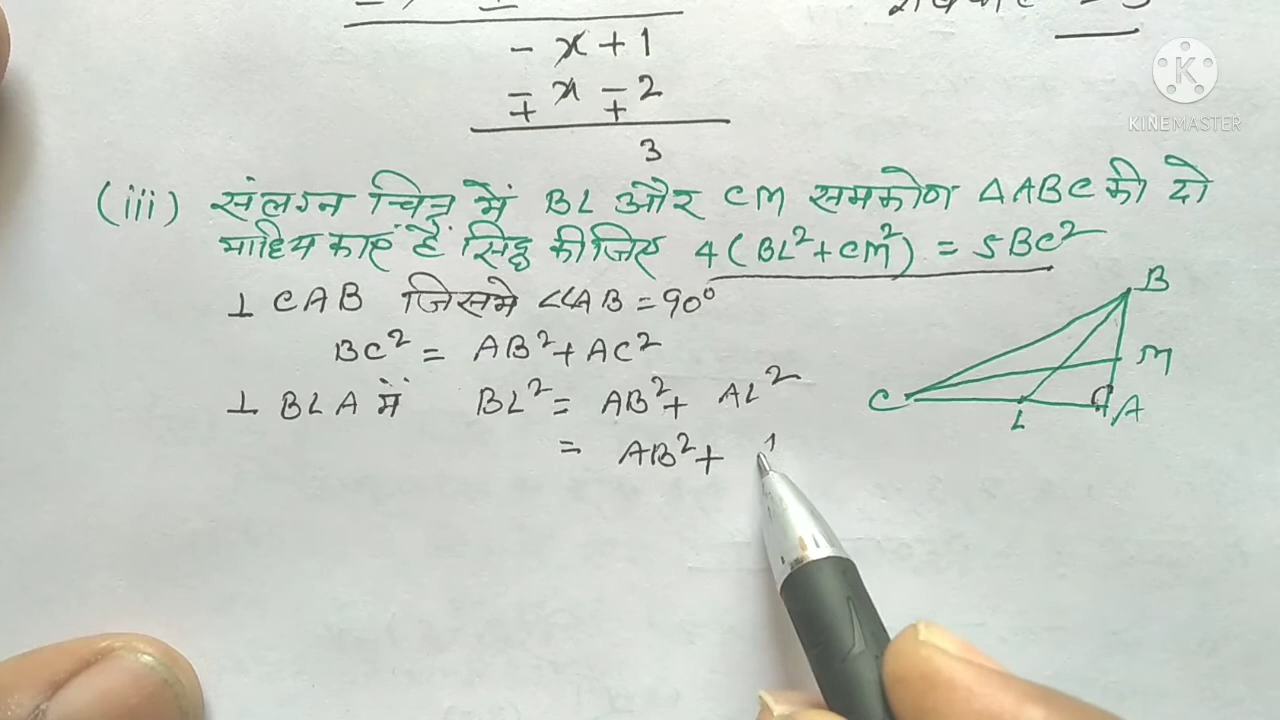 - x + 1
- x - 2
+ +
3
(iii) संलग्न चित्र में BL और CM समकोण ΔABC की दो
माध्यिकाएं हैं सिद्ध कीजिए 4(BL²+CM²) = 5BC²
⊥ CAB जिसमे ∠CAB = 90°
BC² = AB² + AC²
⊥ BLA में BL² = AB² + AL²
= AB² +
B
M
C
L
A
K
KINEMASTER